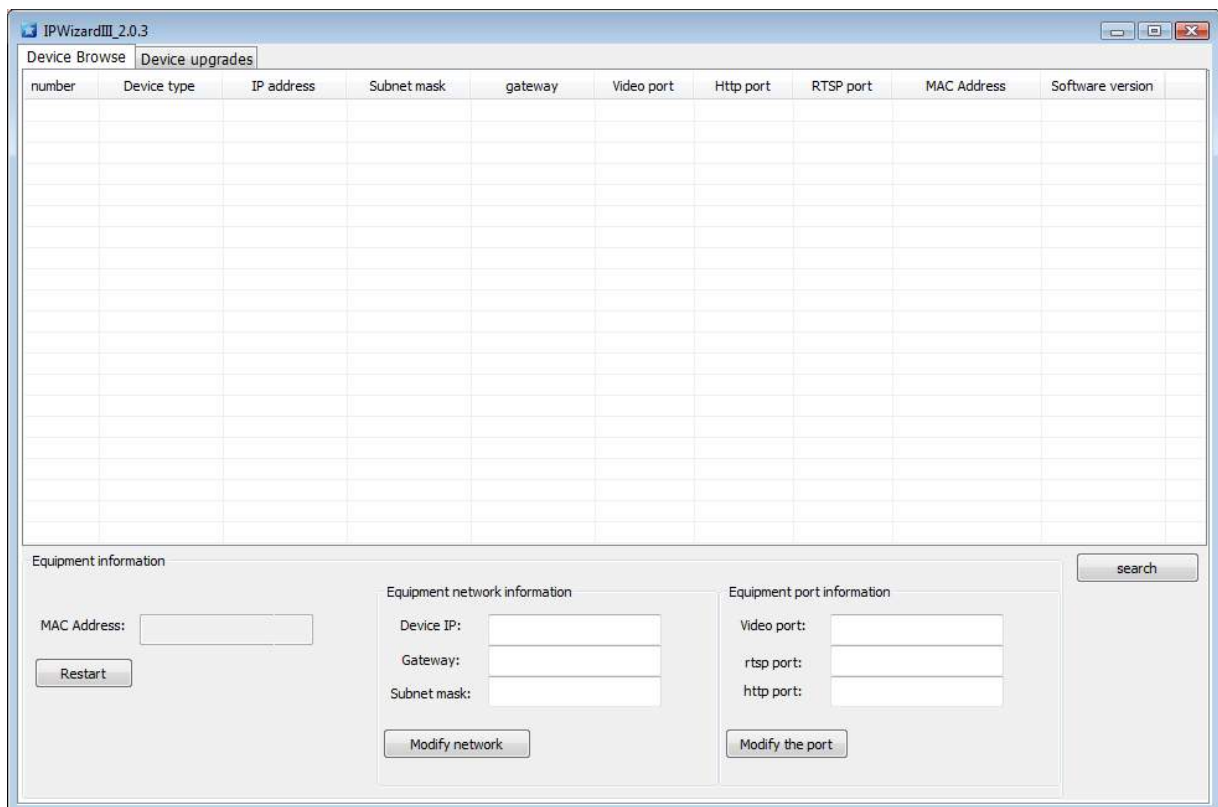 IPWizardIII_2.0.3
Device Browse Device upgrades
number Device type IP address Subnet mask gateway Video port Http port RTSP port MAC Address Software version
Equipment information
search
Equipment network information Equipment port information
MAC Address: Device IP: Video port:
Gateway: rtsp port:
Restart
Subnet mask: http port:
Modify network Modify the port